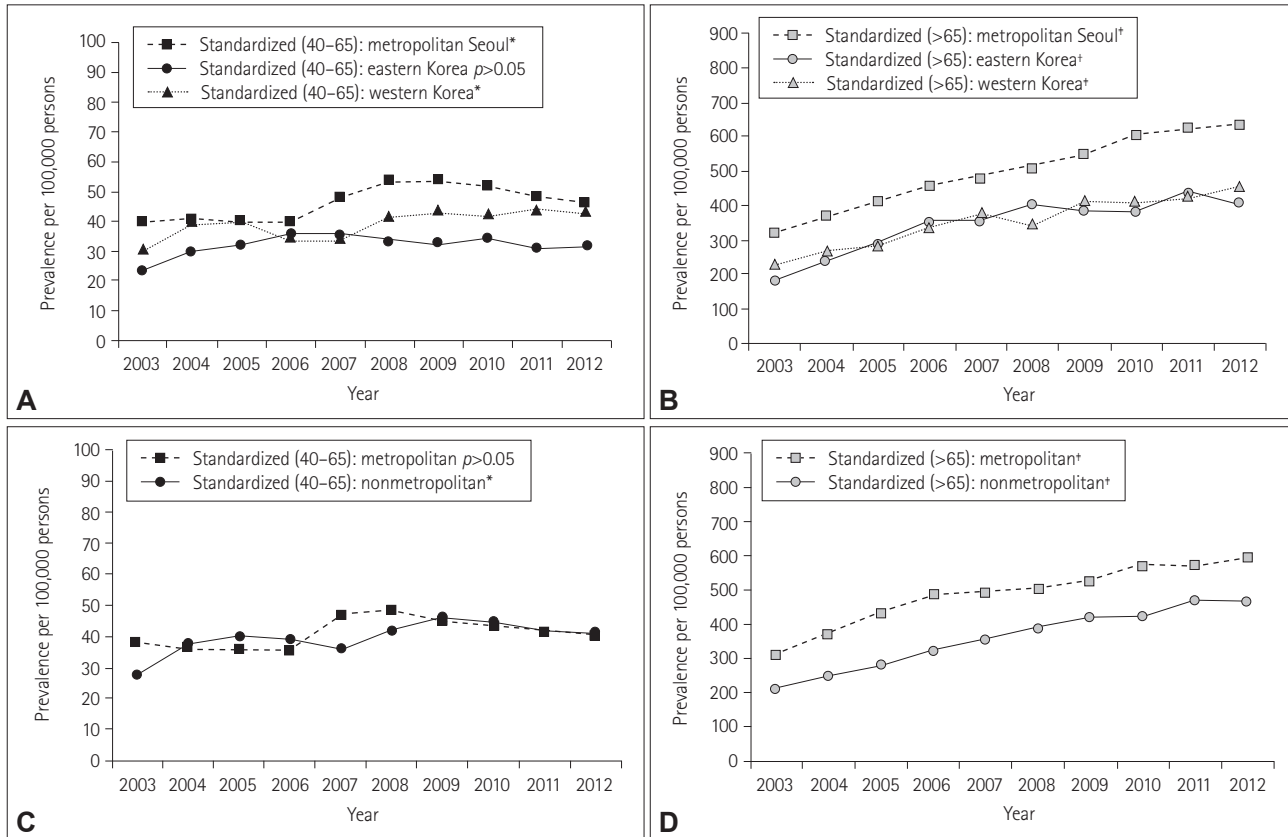 Standardized (40–65): metropolitan Seoul*
Standardized (40–65): eastern Korea p>0.05
Standardized (40–65): western Korea*
Prevalence per 100,000 persons
100
90
80
70
60
50
40
30
20
10
0
2003 2004 2005 2006 2007 2008 2009 2010 2011 2012
Year
A
Standardized (>65): metropolitan Seoul†
Standardized (>65): eastern Korea†
Standardized (>65): western Korea†
Prevalence per 100,000 persons
900
800
700
600
500
400
300
200
100
0
2003 2004 2005 2006 2007 2008 2009 2010 2011 2012
Year
B
Standardized (40–65): metropolitan p>0.05
Standardized (40–65): nonmetropolitan*
Prevalence per 100,000 persons
100
90
80
70
60
50
40
30
20
10
0
2003 2004 2005 2006 2007 2008 2009 2010 2011 2012
Year
C
Standardized (>65): metropolitan†
Standardized (>65): nonmetropolitan†
Prevalence per 100,000 persons
900
800
700
600
500
400
300
200
100
0
2003 2004 2005 2006 2007 2008 2009 2010 2011 2012
Year
D